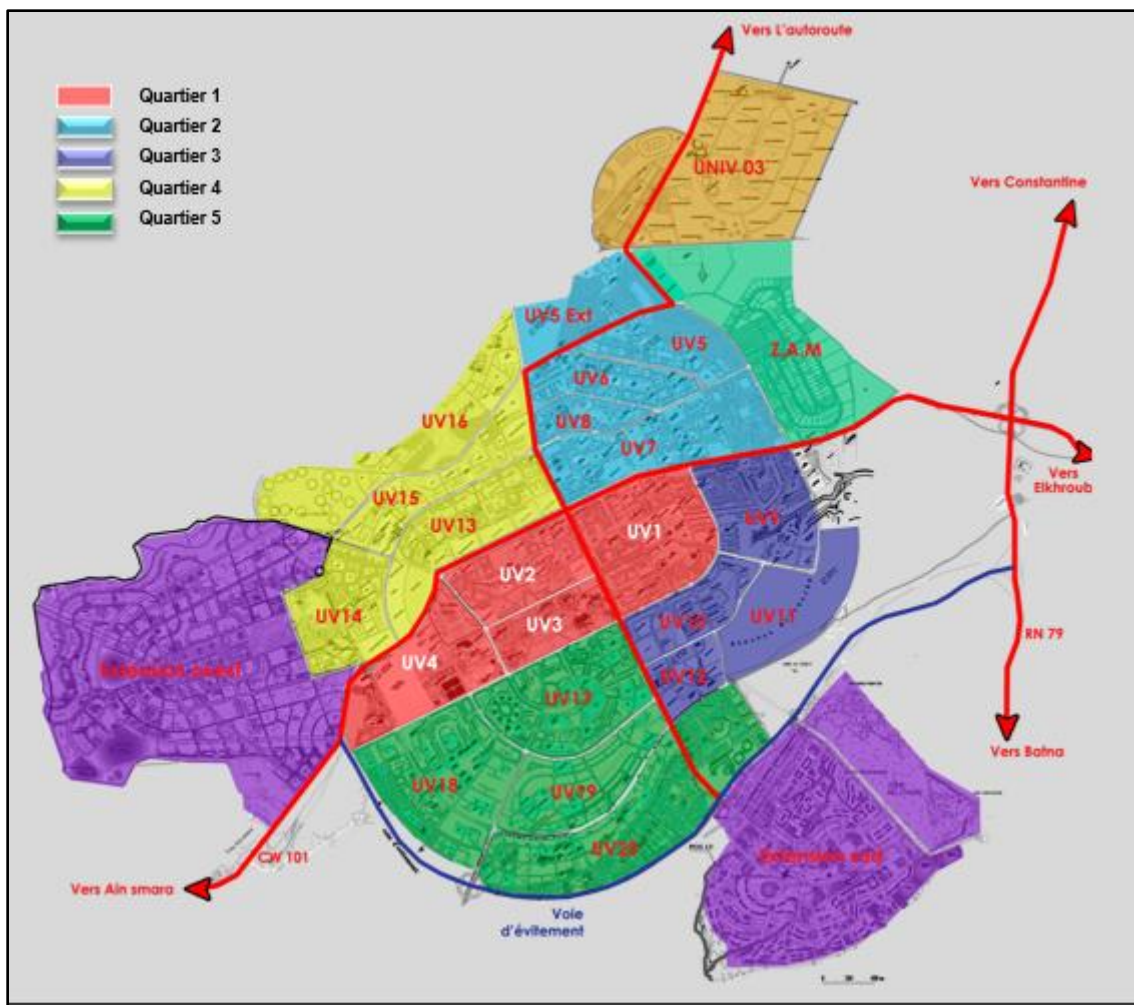 Vers L'autoroute
Quartier 1
Quartier 2
Quartier 3
Quartier 4
Quartier 5
UNIV 03
Vers Constantine
UV5 Ext
UV5
Z.A.M
UV6
UV16
UV8
UV7
Vers
Elkhroub
UV15
UV13
UV9
UV1
UV2
UV14
UV3
UV10
UV11
UV4
UV12
RN 79
UV17
Vers Batna
UV18
UV19
UV20
CW 101
Vers Ain smara
Voie
d'évitement